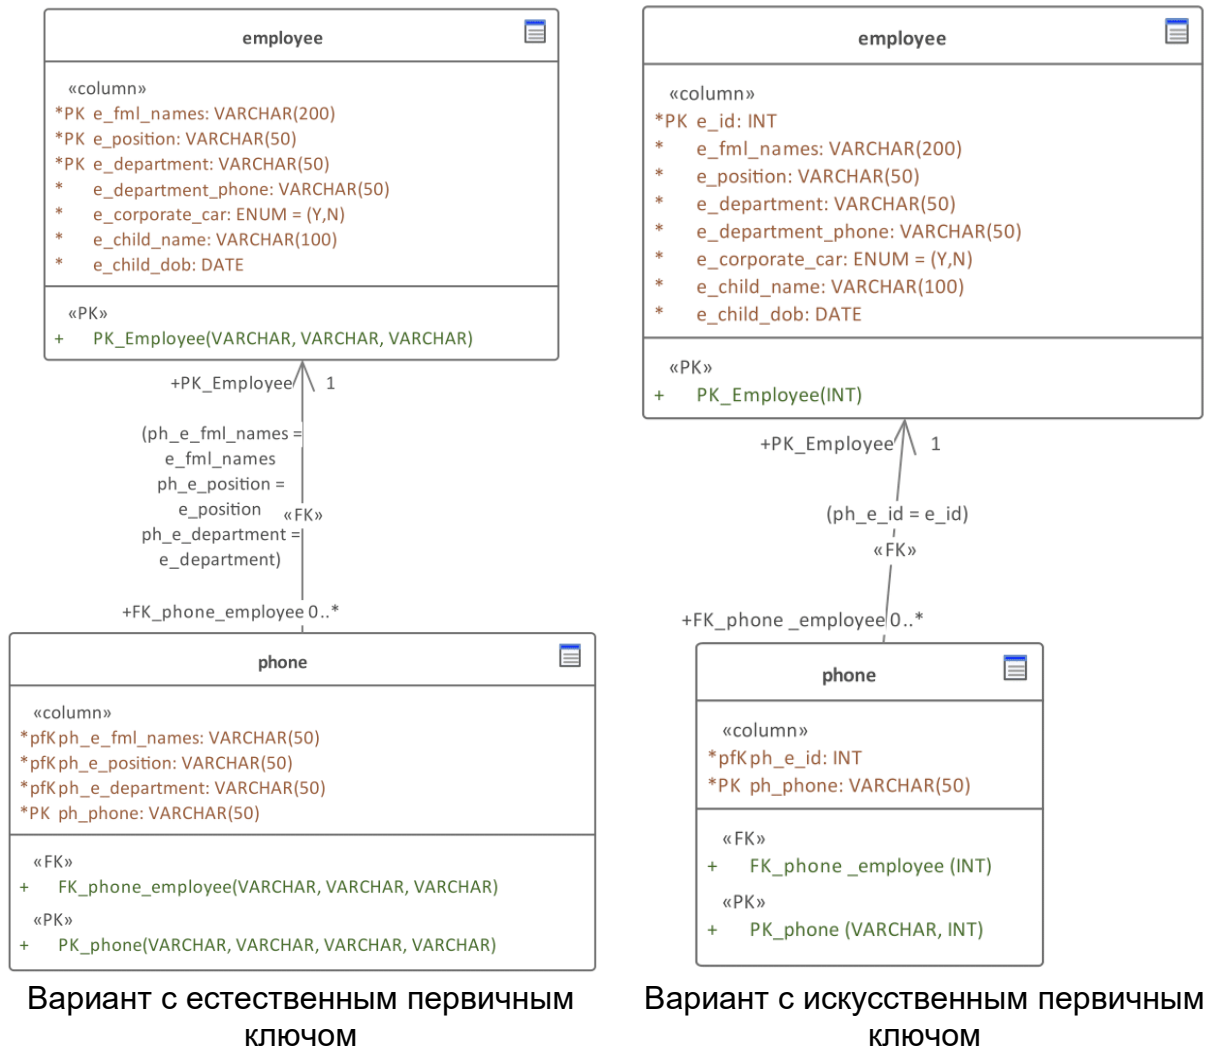 employee
«column»
*PK e_fml_names: VARCHAR(200)
*PK e_position: VARCHAR(50)
*PK e_department: VARCHAR(50)
* e_department_phone: VARCHAR(50)
* e_corporate_car: ENUM = (Y,N)
* e_child_name: VARCHAR(100)
* e_child_dob: DATE
«PK»
+ PK_Employee(VARCHAR, VARCHAR, VARCHAR)
+PK_Employee 1
(ph_e_fml_names =
e_fml_names
ph_e_position =
e_position
«FK»
ph_e_department =
e_department)
+FK_phone_employee 0..*
phone
«column»
*pfK ph_e_fml_names: VARCHAR(50)
*pfK ph_e_position: VARCHAR(50)
*pfK ph_e_department: VARCHAR(50)
*PK ph_phone: VARCHAR(50)
«FK»
+ FK_phone_employee(VARCHAR, VARCHAR, VARCHAR)
«PK»
+ PK_phone(VARCHAR, VARCHAR, VARCHAR, VARCHAR)
Вариант с естественным первичным
ключом
employee
«column»
*PK e_id: INT
* e_fml_names: VARCHAR(200)
* e_position: VARCHAR(50)
* e_department: VARCHAR(50)
* e_department_phone: VARCHAR(50)
* e_corporate_car: ENUM = (Y,N)
* e_child_name: VARCHAR(100)
* e_child_dob: DATE
«PK»
+ PK_Employee(INT)
+PK_Employee 1
(ph_e_id = e_id)
«FK»
+FK_phone _employee 0..*
phone
«column»
*pfK ph_e_id: INT
*PK ph_phone: VARCHAR(50)
«FK»
+ FK_phone _employee (INT)
«PK»
+ PK_phone (VARCHAR, INT)
Вариант с искусственным первичным
ключом